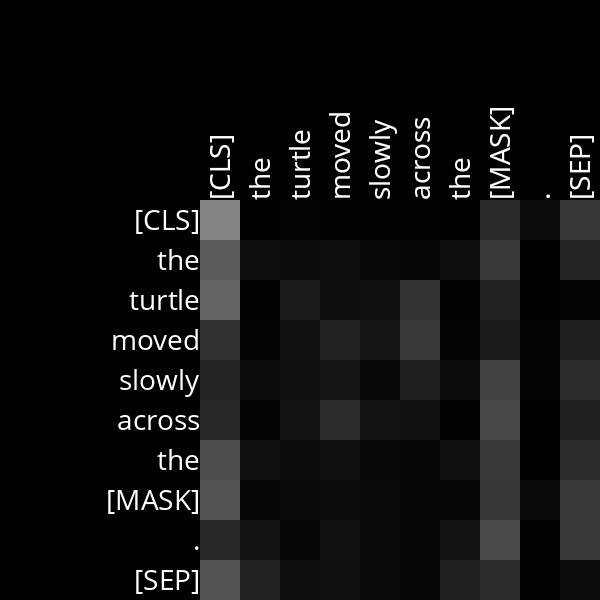 [CLS] the turtle moved slowly across the [MASK] . [SEP]
[CLS]
the
turtle
moved
slowly
across
the
[MASK]
.
[SEP]